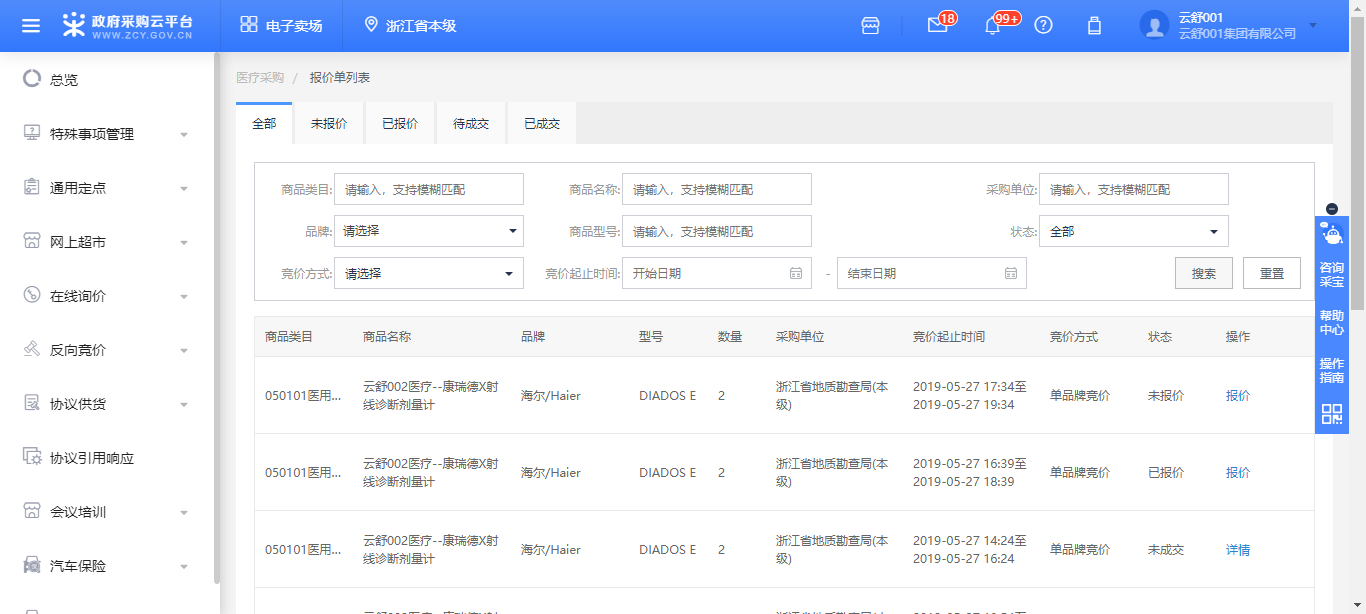 政府采购云平台
WWW.ZCY.GOV.CN
电子卖场
浙江省本级
18
99+
云舒001
云舒001集团有限公司
总览
特殊事项管理
通用定点
网上超市
在线询价
反向竞价
协议供货
协议引用响应
会议培训
汽车保险
医疗采购 / 报价单列表
全部 未报价 已报价 待成交 已成交
商品类目: 请输入，支持模糊匹配 商品名称: 请输入，支持模糊匹配 采购单位: 请输入，支持模糊匹配
品牌: 请选择 商品型号: 请输入，支持模糊匹配 状态: 全部
竞价方式: 请选择 竞价起止时间: 开始日期 - 结束日期 搜索 重置
商品类目 商品名称 品牌 型号 数量 采购单位 竞价起止时间 竞价方式 状态 操作
050101医用... 云舒002医疗--康瑞德X射线诊断剂量计 海尔/Haier DIADOS E 2 浙江省地质勘查局(本级) 2019-05-27 17:34至2019-05-27 19:34 单品牌竞价 未报价 报价
050101医用... 云舒002医疗--康瑞德X射线诊断剂量计 海尔/Haier DIADOS E 2 浙江省地质勘查局(本级) 2019-05-27 16:39至2019-05-27 18:39 单品牌竞价 已报价 报价
050101医用... 云舒002医疗--康瑞德X射线诊断剂量计 海尔/Haier DIADOS E 2 浙江省地质勘查局(本级) 2019-05-27 14:24至2019-05-27 16:24 单品牌竞价 未成交 详情
咨询
采宝
帮助
中心
操作
指南